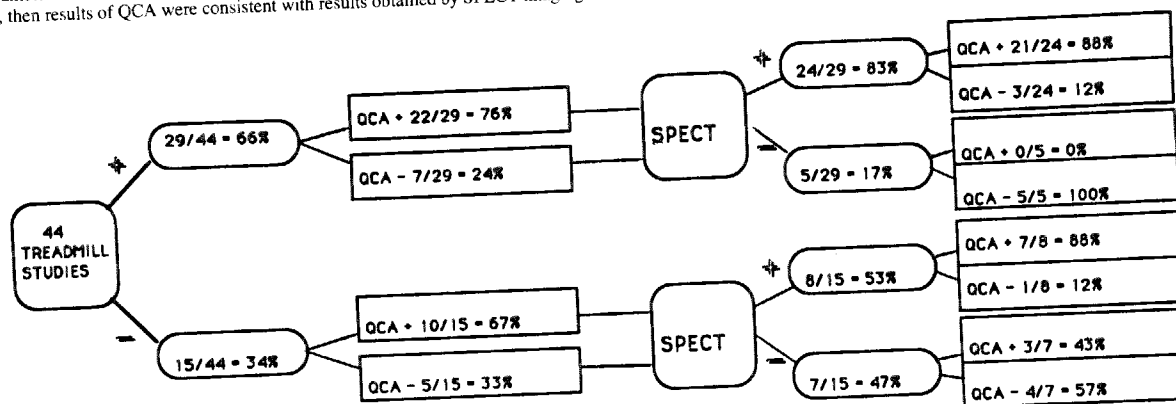 , then results of QCA were consistent with results obtained by SPECT imaging
44
TREADMILL
STUDIES
+
29/44 = 66%
QCA + 22/29 = 76%
QCA - 7/29 = 24%
SPECT
+
24/29 = 83%
QCA + 21/24 = 88%
QCA - 3/24 = 12%
-
5/29 = 17%
QCA + 0/5 = 0%
QCA - 5/5 = 100%
-
15/44 = 34%
QCA + 10/15 = 67%
QCA - 5/15 = 33%
SPECT
+
8/15 = 53%
QCA + 7/8 = 88%
QCA - 1/8 = 12%
-
7/15 = 47%
QCA + 3/7 = 43%
QCA - 4/7 = 57%